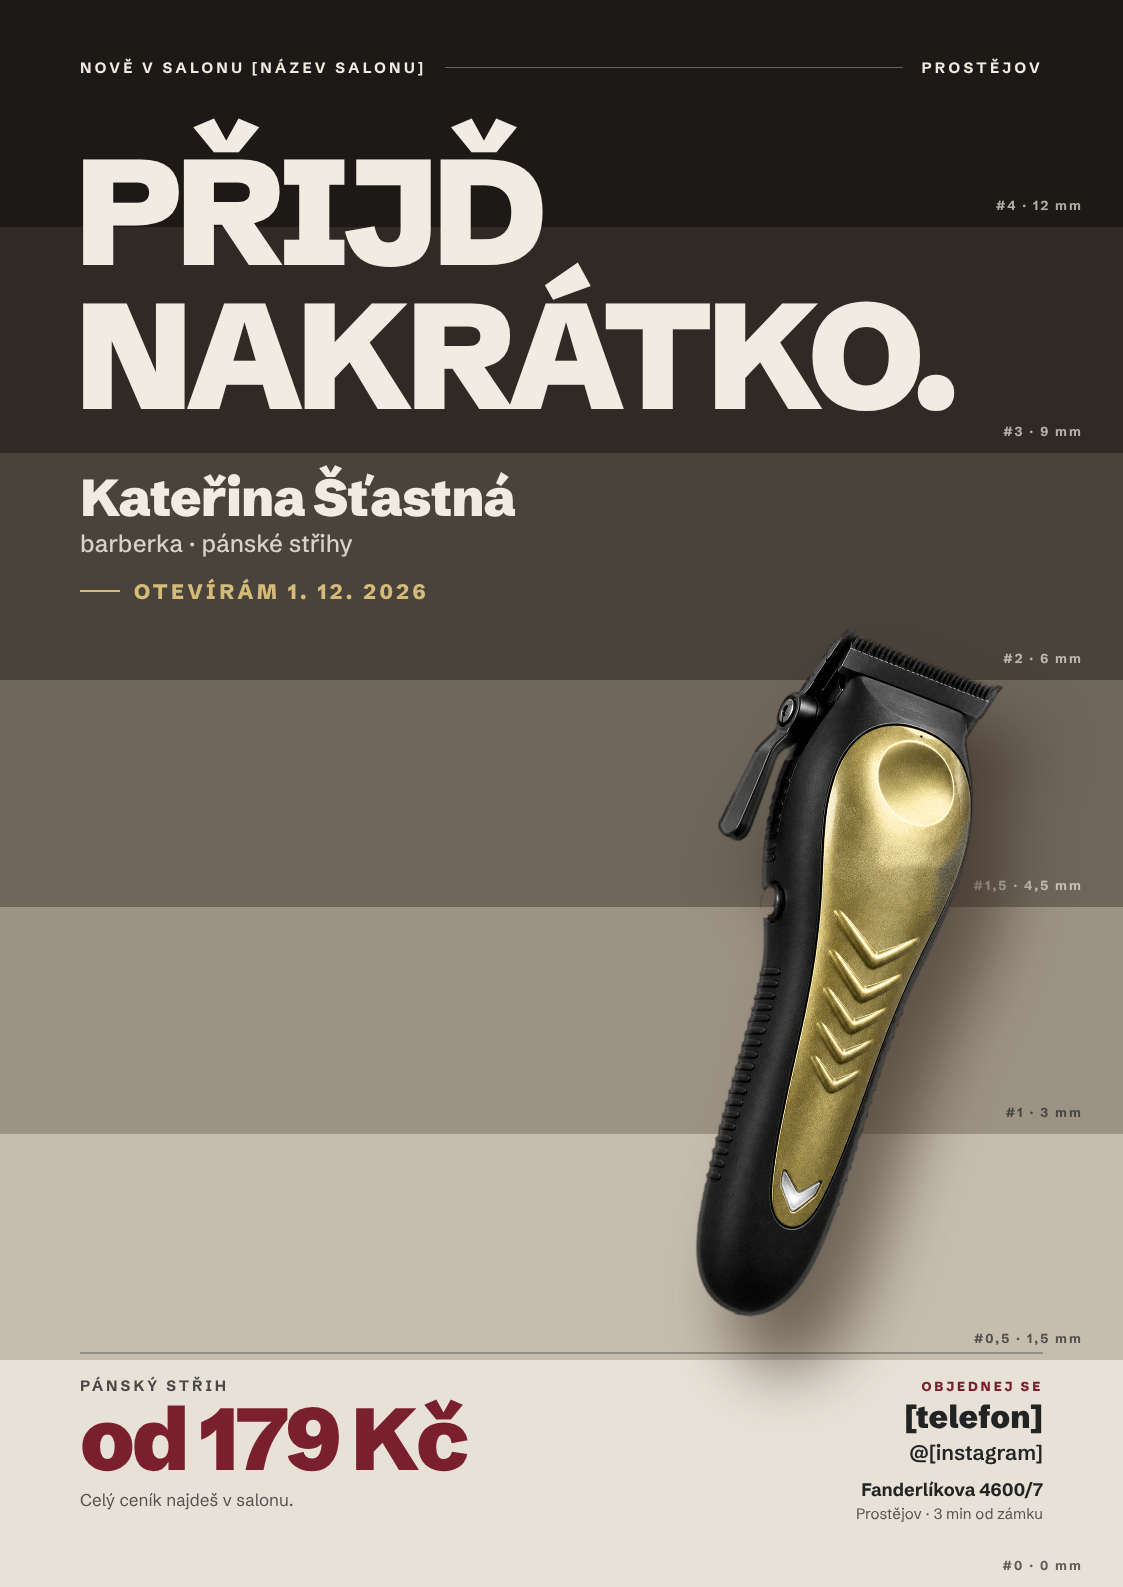 NOVĚ V SALONU [NÁZEV SALONU]
PROSTĚJOV
PŘIJĎ
#4 · 12 mm
NAKRÁTKO.
#3 · 9 mm
Kateřina Šťastná
barberka · pánské střihy
OTEVÍRÁM 1. 12. 2026
#2 · 6 mm
#1,5 · 4,5 mm
#1 · 3 mm
#0,5 · 1,5 mm
PÁNSKÝ STŘIH
od 179 Kč
Celý ceník najdeš v salonu.
OBJEDNEJ SE
[telefon]
@[instagram]
Fanderlíkova 4600/7
Prostějov · 3 min od zámku
#0 · 0 mm